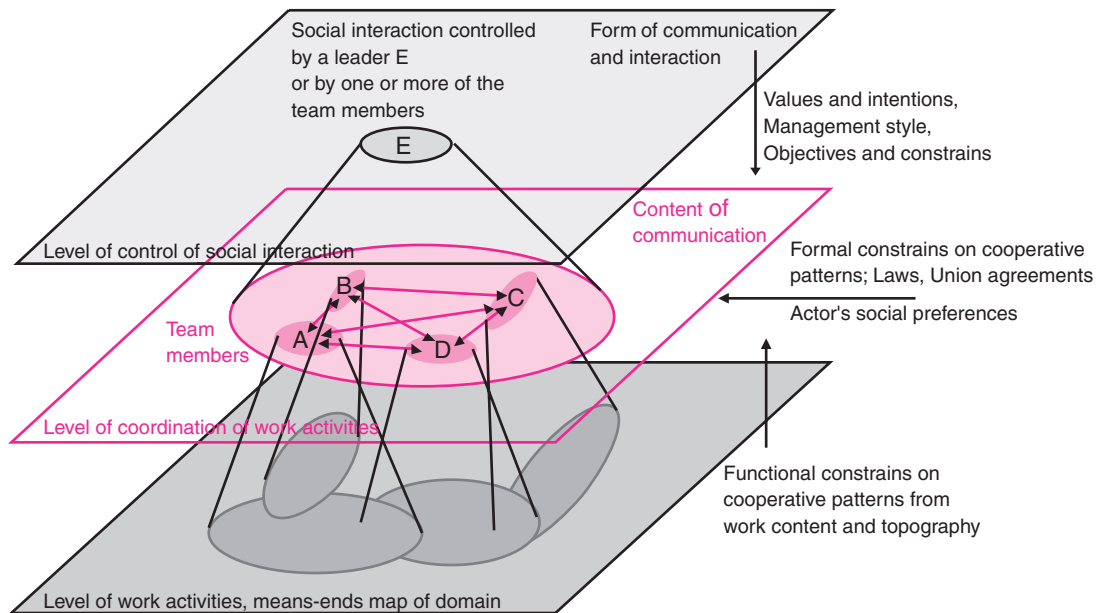 Social interaction controlled
by a leader E
or by one or more of the
team members
Form of communication
and interaction
Values and intentions,
Management style,
Objectives and constrains
E
Level of control of social interaction
Content of
communication
Formal constrains on cooperative
patterns; Laws, Union agreements
Actor's social preferences
B
C
A
D
Team
members
Level of coordination of work activities
Functional constrains on
cooperative patterns from
work content and topography
Level of work activities, means-ends map of domain